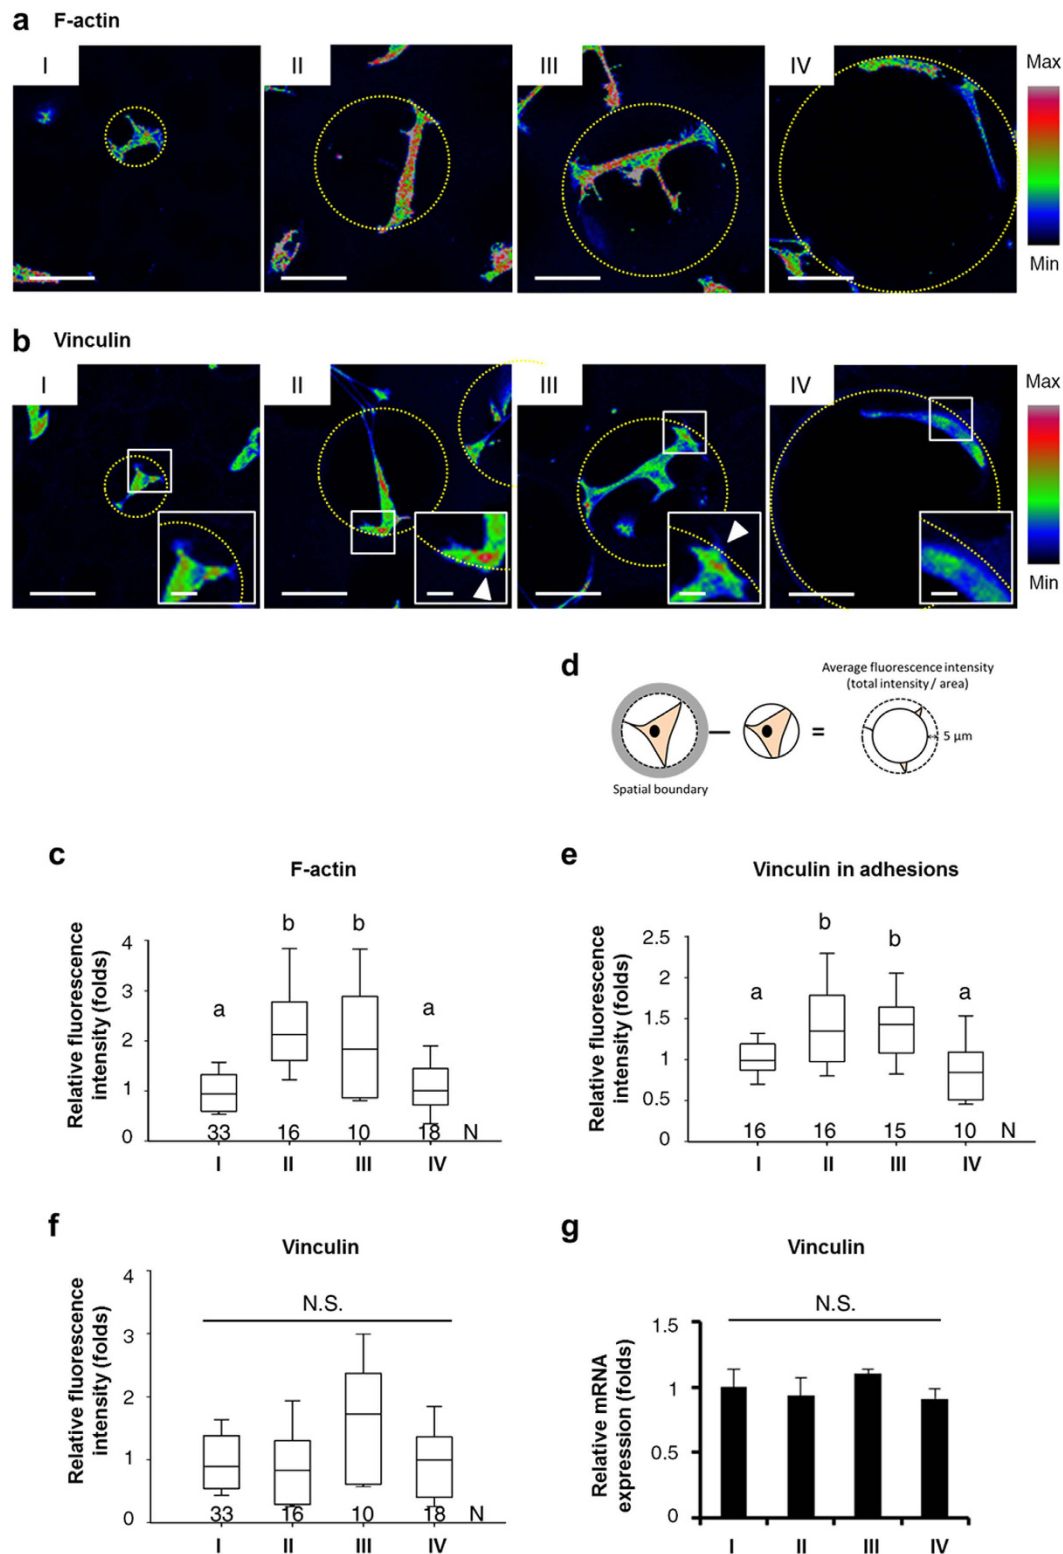 a F-actin
I II III IV
Max
Min
b Vinculin
I II III IV
Max
Min
d
Average fluorescence intensity
(total intensity / area)
Spatial boundary
5 μm
c
F-actin
Relative fluorescence
intensity (folds)
4
3
2
1
0
a b b a
33 16 10 18 N
I II III IV
e
Vinculin in adhesions
Relative fluorescence
intensity (folds)
2.5
2
1.5
1
0.5
0
a b b a
16 16 15 10 N
I II III IV
f
Vinculin
Relative fluorescence
intensity (folds)
4
3
2
1
0
N.S.
33 16 10 18 N
I II III IV
g
Vinculin
Relative mRNA
expression (folds)
1.5
1
0.5
0
N.S.
I II III IV